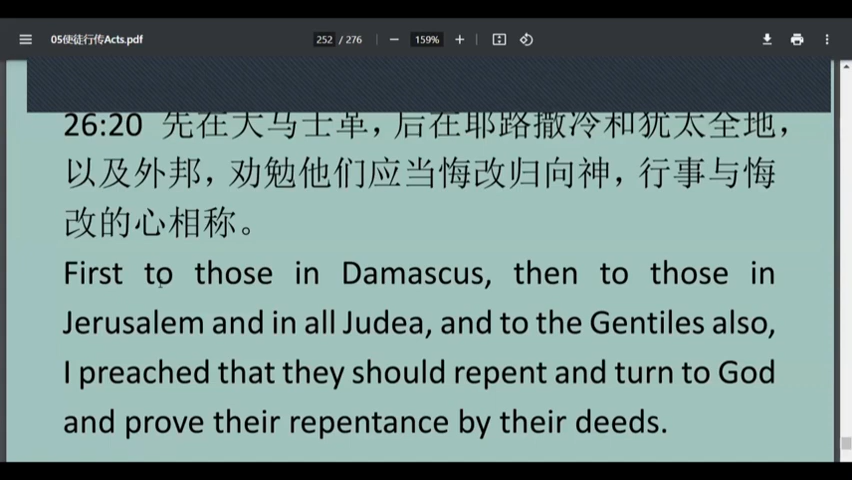 05使徒行传Acts.pdf
252 / 276
159%
26:20 先在大马士革，后在耶路撒冷和犹太全地，
以及外邦，劝勉他们应当悔改归向神，行事与悔
改的心相称。
First to those in Damascus, then to those in
Jerusalem and in all Judea, and to the Gentiles also,
I preached that they should repent and turn to God
and prove their repentance by their deeds.